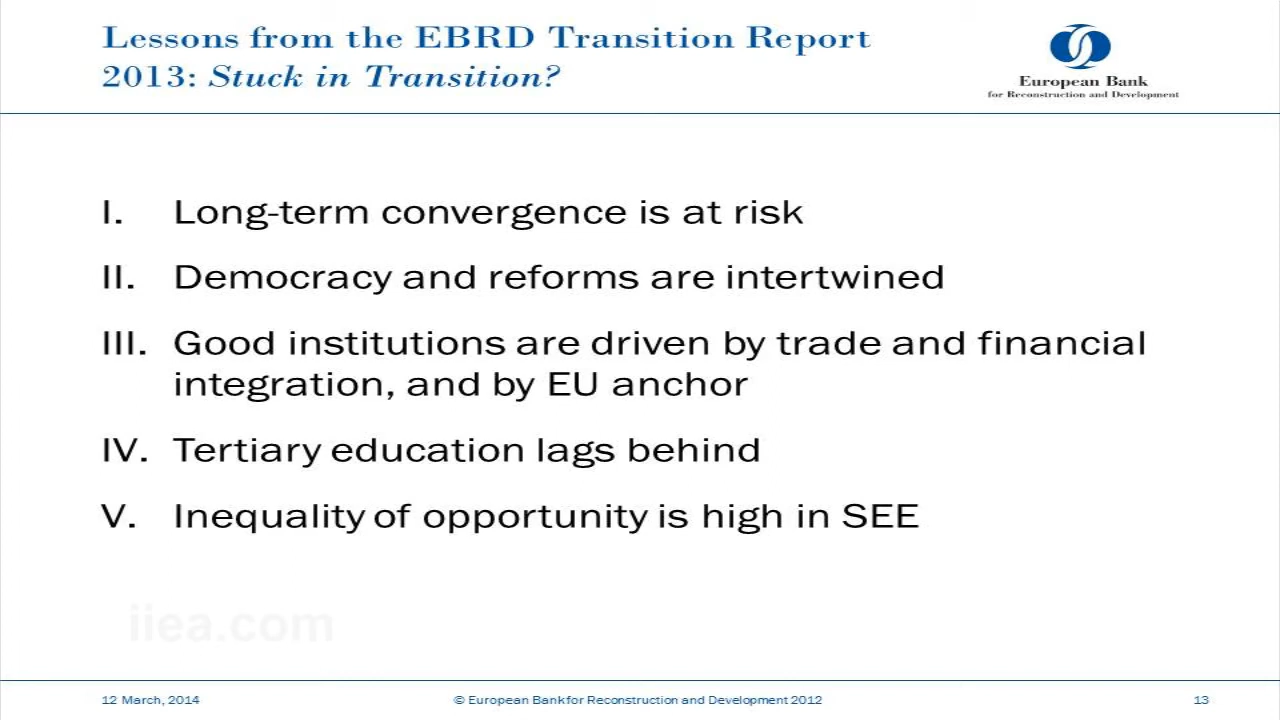 Lessons from the EBRD Transition Report
2013: Stuck in Transition?
European Bank
for Reconstruction and Development
I. Long-term convergence is at risk
II. Democracy and reforms are intertwined
III. Good institutions are driven by trade and financial
integration, and by EU anchor
IV. Tertiary education lags behind
V. Inequality of opportunity is high in SEE
iiea.com
12 March, 2014
© European Bank for Reconstruction and Development 2012
13